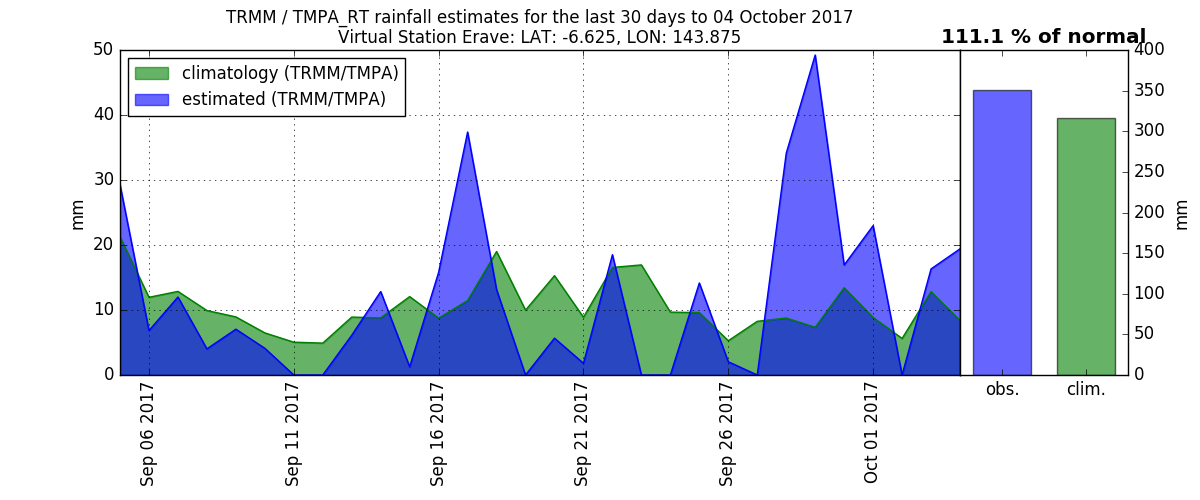 TRMM / TMPA_RT rainfall estimates for the last 30 days to 04 October 2017
Virtual Station Erave: LAT: -6.625, LON: 143.875
111.1 % of normal
climatology (TRMM/TMPA)
estimated (TRMM/TMPA)
mm
50
40
30
20
10
0
Sep 06 2017
Sep 11 2017
Sep 16 2017
Sep 21 2017
Sep 26 2017
Oct 01 2017
obs.
clim.
400
350
300
250
200
150
100
50
0
mm